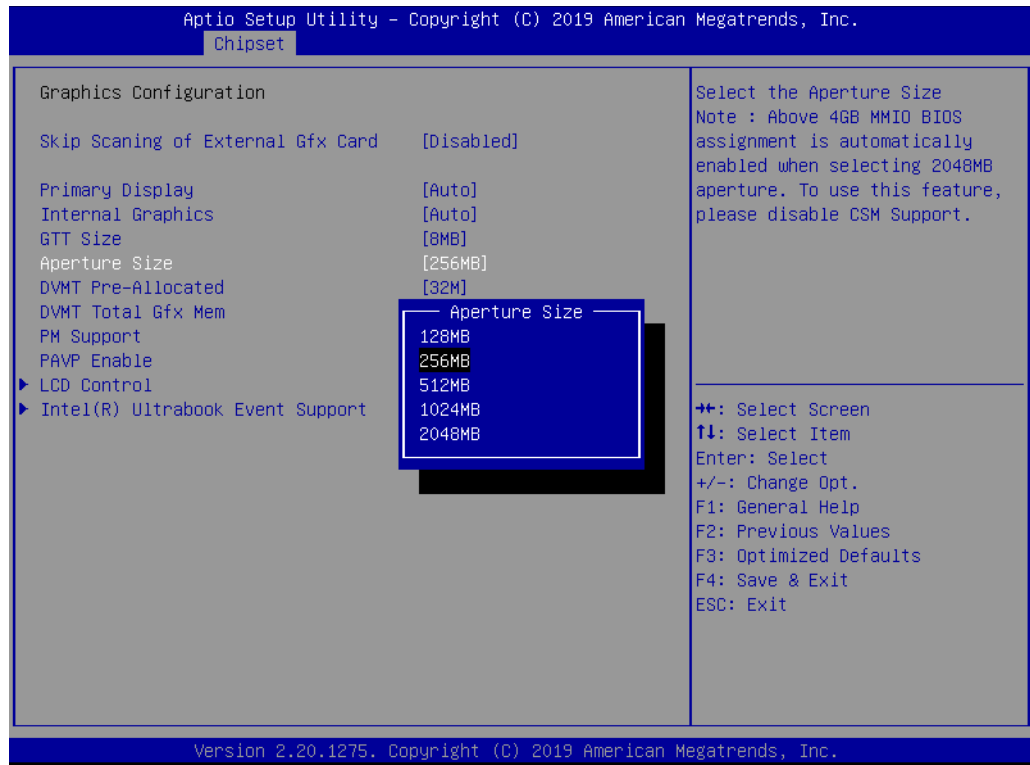 Aptio Setup Utility – Copyright (C) 2019 American Megatrends, Inc.
Chipset
Graphics Configuration
Skip Scaning of External Gfx Card [Disabled]
Primary Display [Auto]
Internal Graphics [Auto]
GTT Size [8MB]
Aperture Size [256MB]
DVMT Pre-Allocated [32M]
DVMT Total Gfx Mem
PM Support
PAVP Enable
LCD Control
Intel(R) Ultrabook Event Support
Aperture Size
128MB
256MB
512MB
1024MB
2048MB
Select the Aperture Size
Note : Above 4GB MMIO BIOS
assignment is automatically
enabled when selecting 2048MB
aperture. To use this feature,
please disable CSM Support.
→←: Select Screen
↑↓: Select Item
Enter: Select
+/-: Change Opt.
F1: General Help
F2: Previous Values
F3: Optimized Defaults
F4: Save & Exit
ESC: Exit
Version 2.20.1275. Copyright (C) 2019 American Megatrends, Inc.